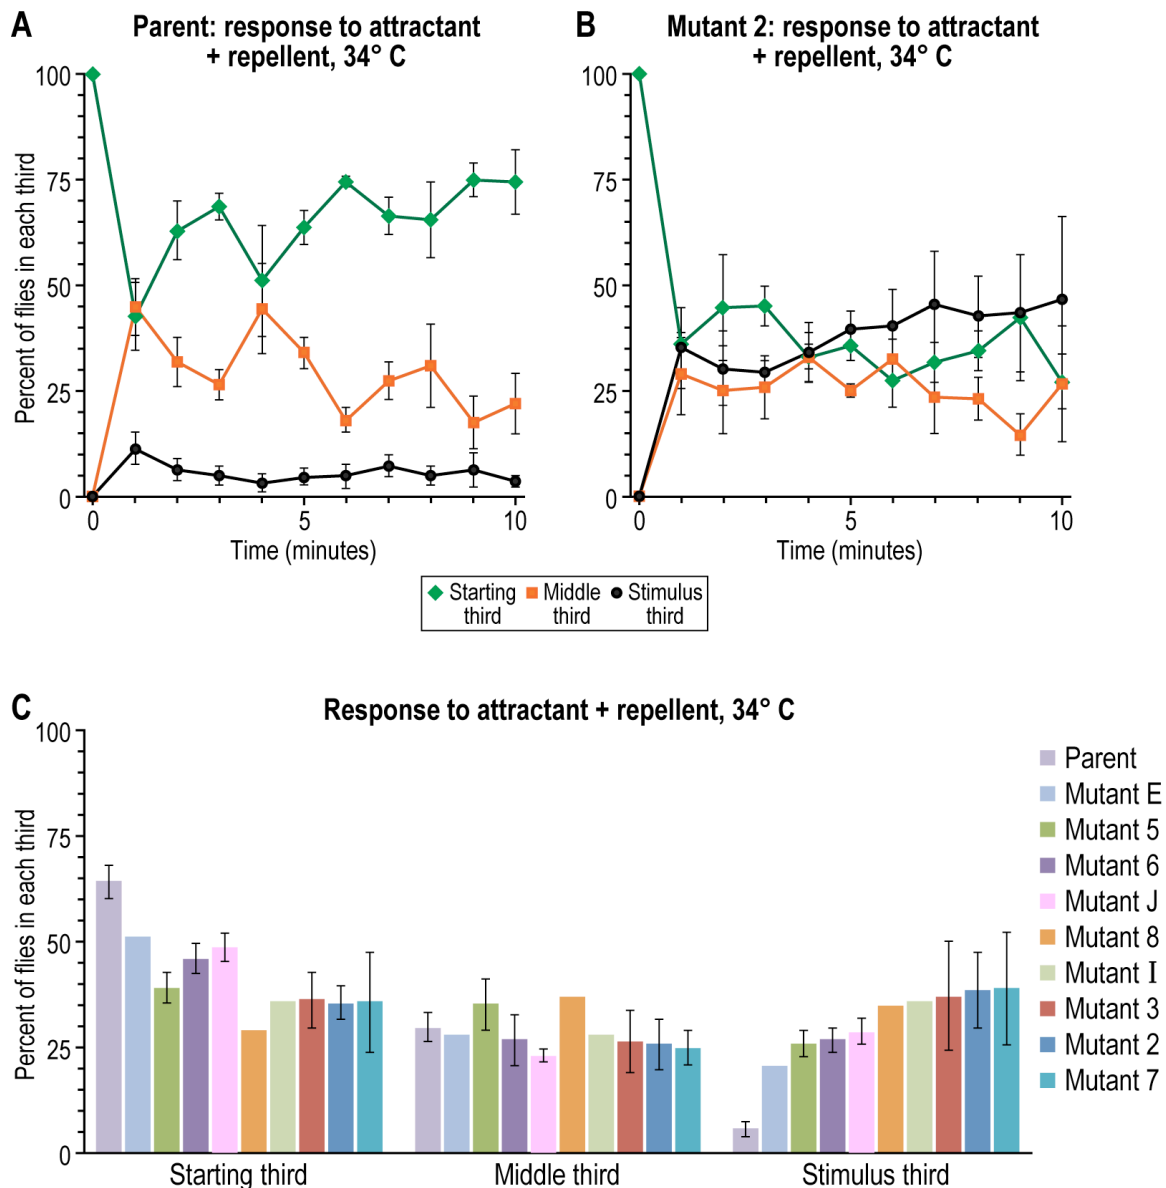 A
Parent: response to attractant
+ repellent, 34° C
Percent of flies in each third
100
75
50
25
0
0
5
10
Time (minutes)
B
Mutant 2: response to attractant
+ repellent, 34° C
100
75
50
25
0
0
5
10
Time (minutes)
Starting third
Middle third
Stimulus third
C
Response to attractant + repellent, 34° C
Percent of flies in each third
100
75
50
25
0
Starting third
Middle third
Stimulus third
Parent
Mutant E
Mutant 5
Mutant 6
Mutant J
Mutant 8
Mutant I
Mutant 3
Mutant 2
Mutant 7